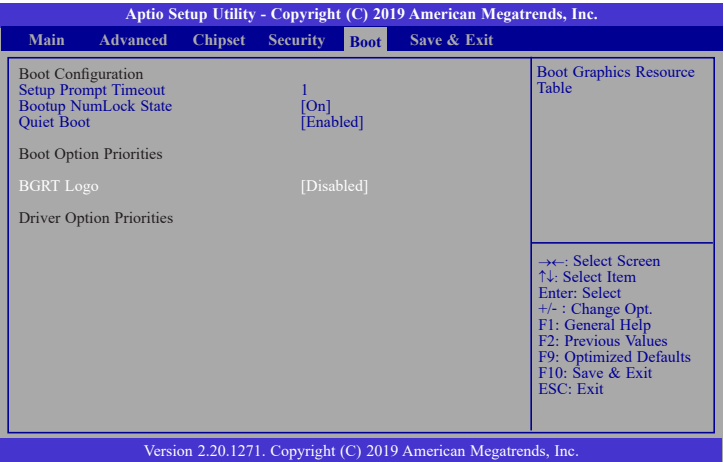 Aptio Setup Utility - Copyright (C) 2019 American Megatrends, Inc.
Main Advanced Chipset Security Boot Save & Exit
Boot Configuration
Setup Prompt Timeout 1
Bootup NumLock State [On]
Quiet Boot [Enabled]
Boot Option Priorities
BGRT Logo [Disabled]
Driver Option Priorities
Boot Graphics Resource
Table
→←: Select Screen
↑↓: Select Item
Enter: Select
+/- : Change Opt.
F1: General Help
F2: Previous Values
F9: Optimized Defaults
F10: Save & Exit
ESC: Exit
Version 2.20.1271. Copyright (C) 2019 American Megatrends, Inc.